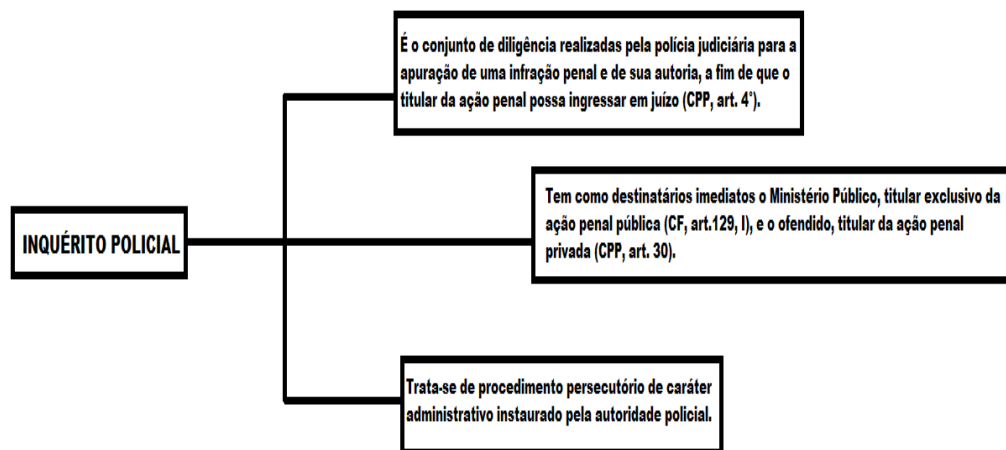 É o conjunto de diligência realizadas pela polícia judiciária para a
apuração de uma infração penal e de sua autoria, a fim de que o
titular da ação penal possa ingressar em juízo (CPP, art. 4°).
Tem como destinatários imediatos o Ministério Público, titular exclusivo da
ação penal pública (CF, art.129, I), e o ofendido, titular da ação penal
privada (CPP, art. 30).
INQUÉRITO POLICIAL
Trata-se de procedimento persecutório de caráter
administrativo instaurado pela autoridade policial.